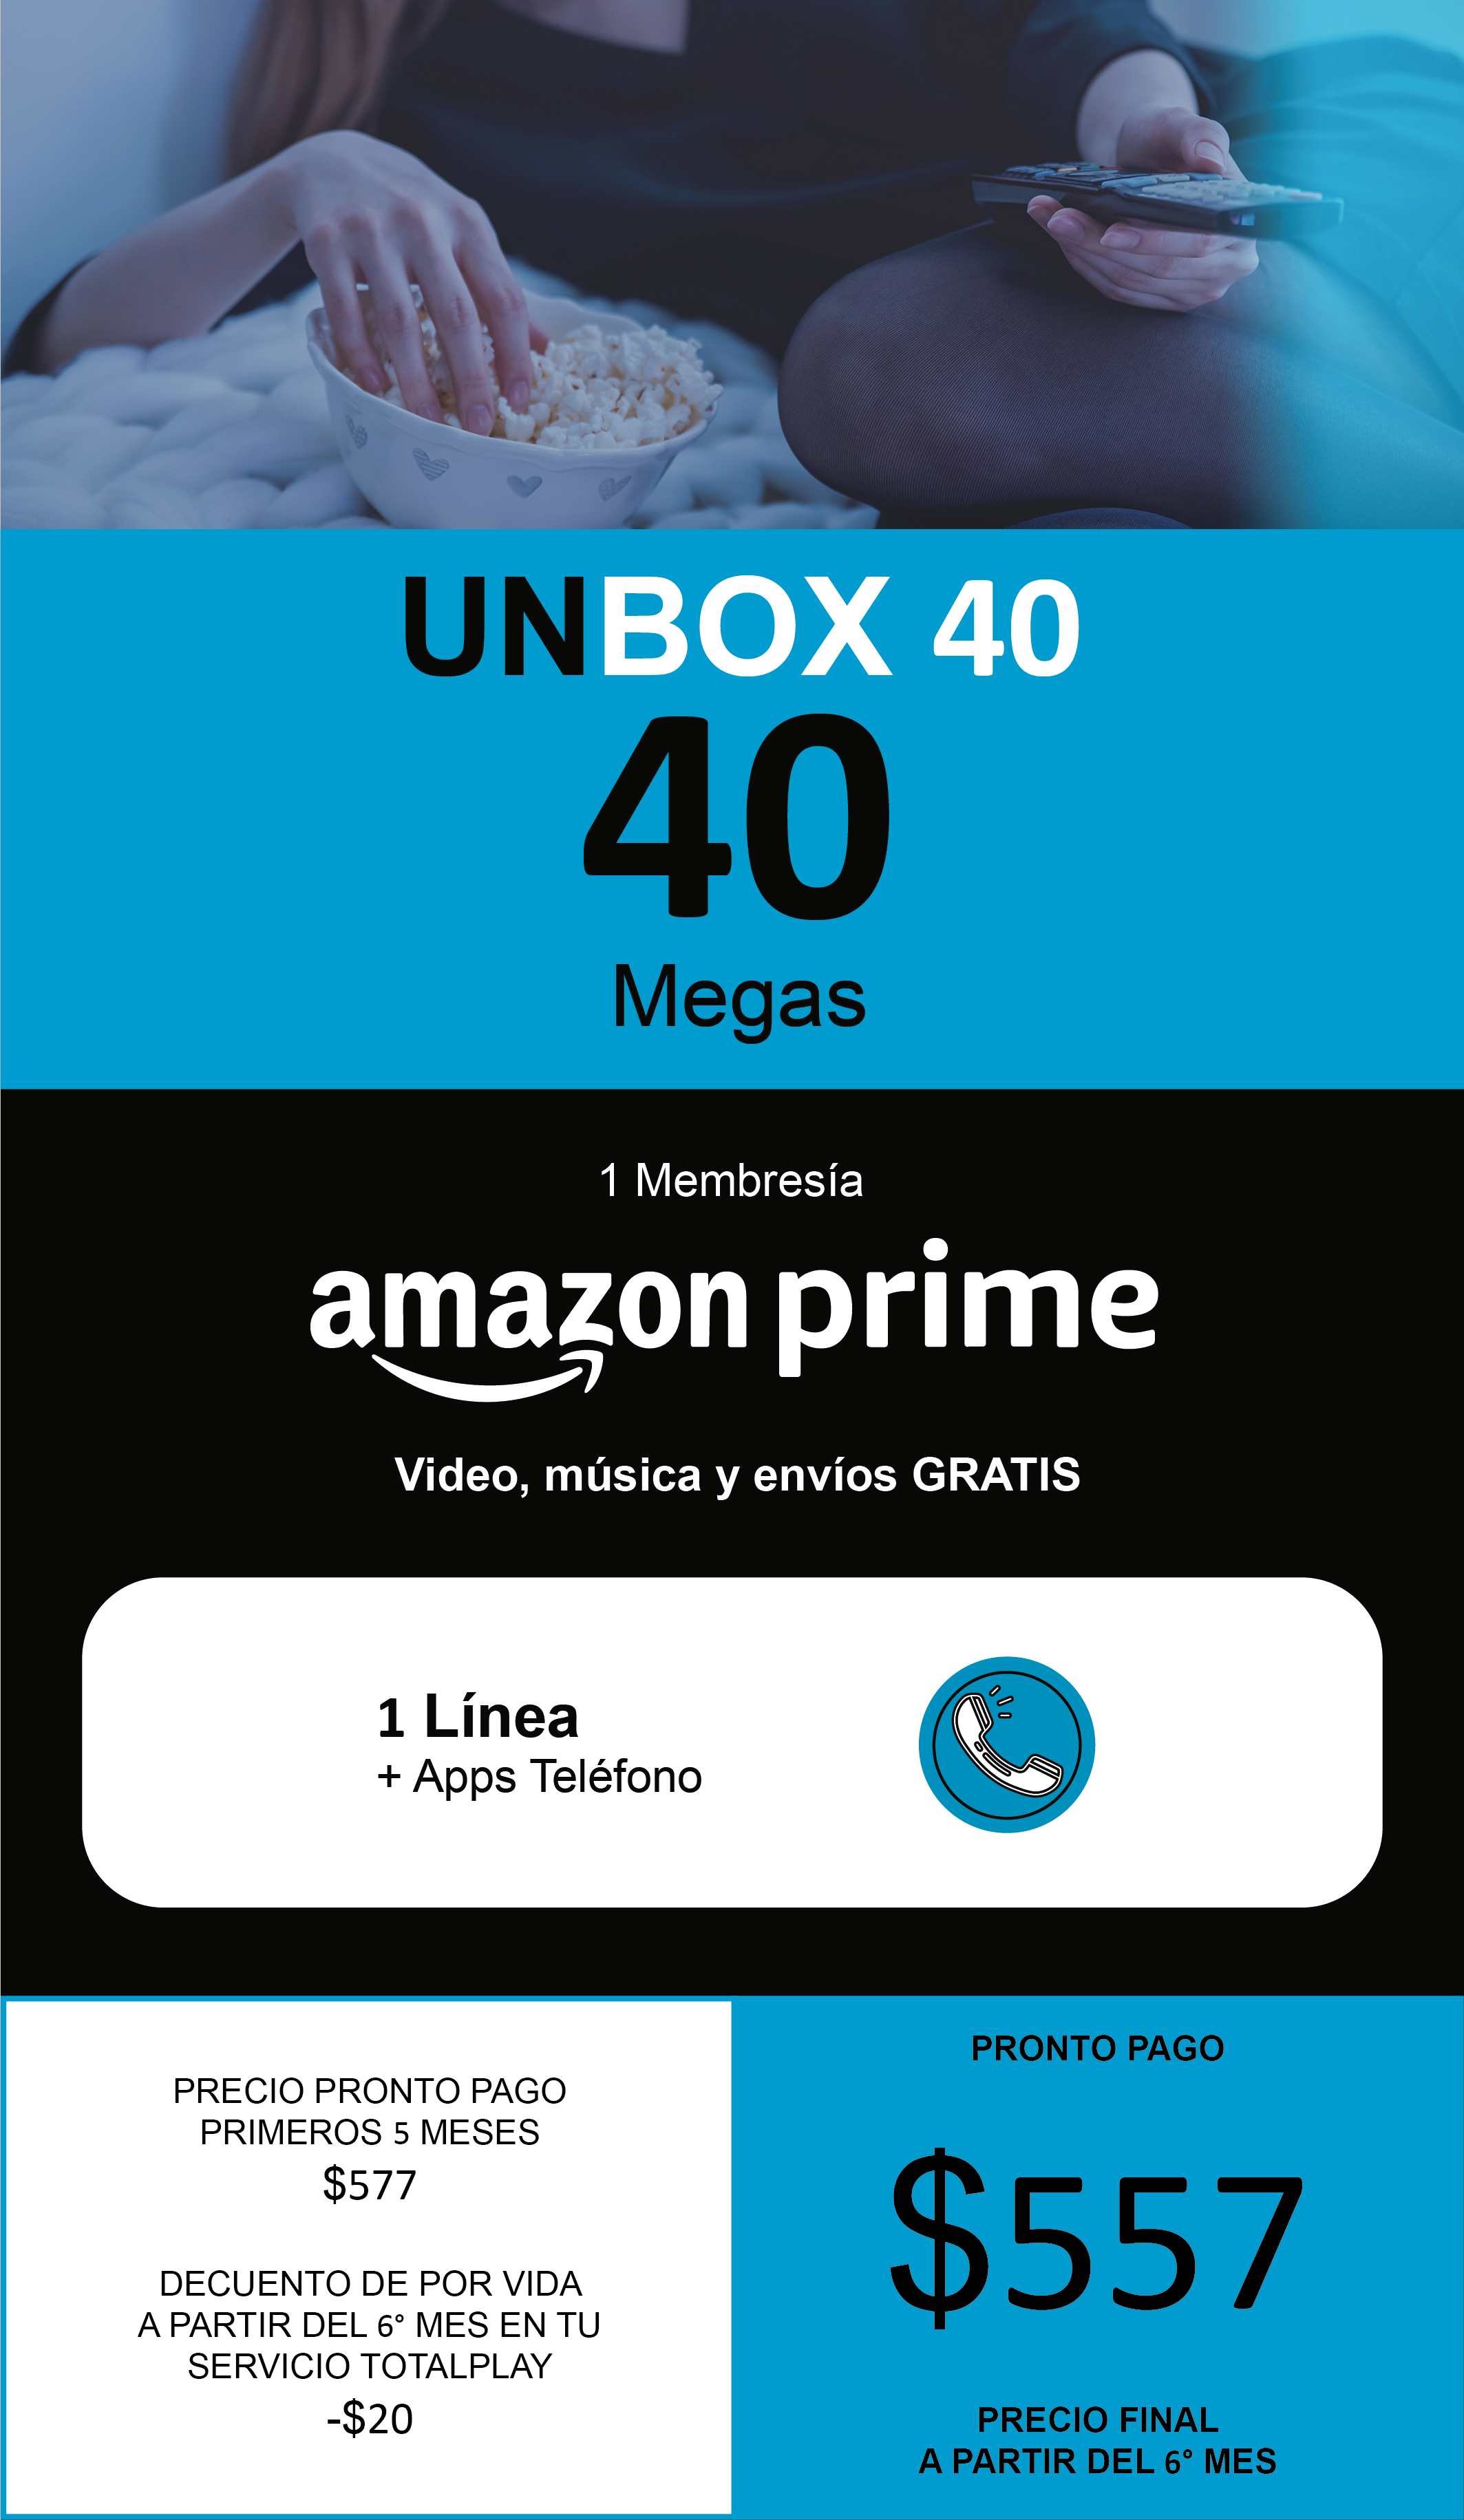 UNBOX 40
40
Megas
1 Membresía
amazon prime
Video, música y envíos GRATIS
1 Línea
+ Apps Teléfono
PRECIO PRONTO PAGO
PRIMEROS 5 MESES
$577
DECUENTO DE POR VIDA
A PARTIR DEL 6° MES EN TU
SERVICIO TOTALPLAY
-$20
PRONTO PAGO
$557
PRECIO FINAL
A PARTIR DEL 6° MES